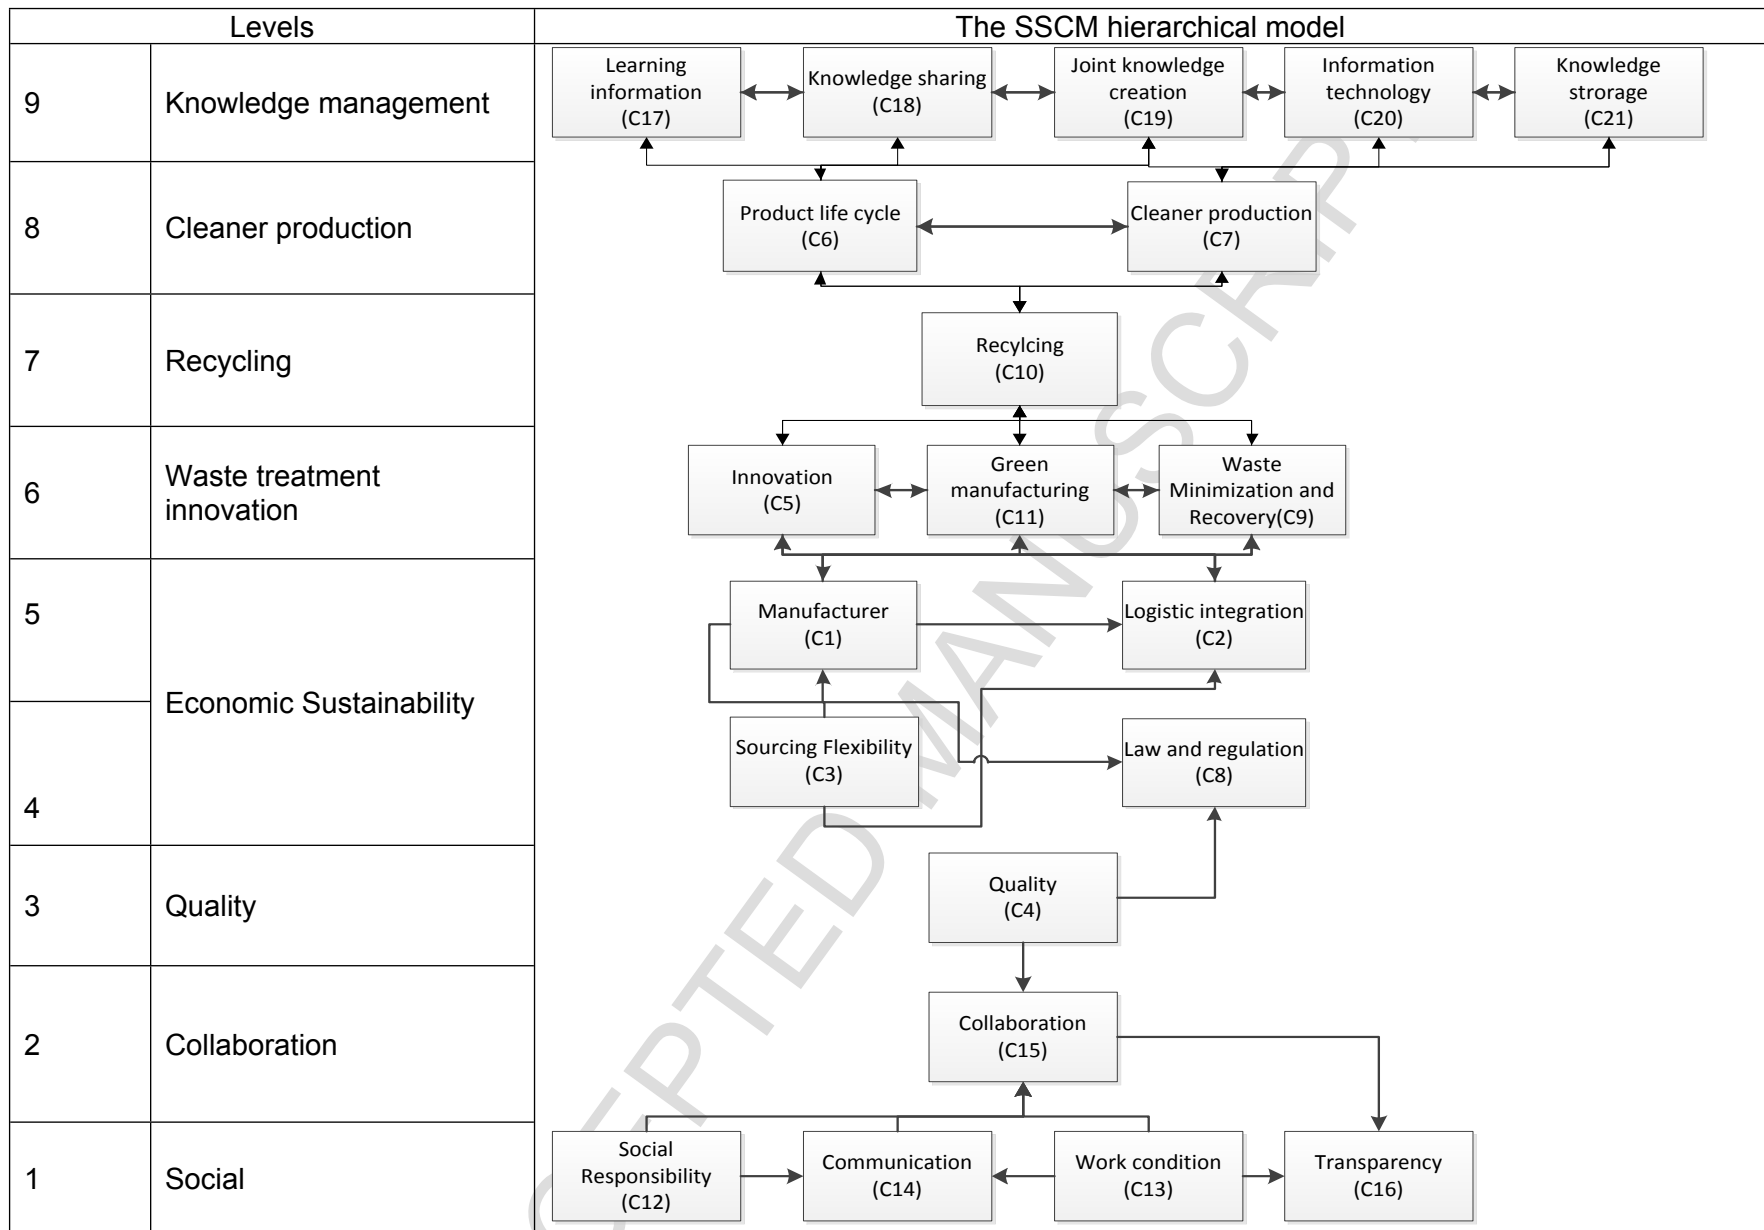 Levels
The SSCM hierarchical model
9
Knowledge management
Learning
information
(C17)
Knowledge sharing
(C18)
Joint knowledge
creation
(C19)
Information
technology
(C20)
Knowledge
strorage
(C21)
8
Cleaner production
Product life cycle
(C6)
Cleaner production
(C7)
7
Recycling
Recylcing
(C10)
6
Waste treatment
innovation
Innovation
(C5)
Green
manufacturing
(C11)
Waste
Minimization and
Recovery(C9)
5
Manufacturer
(C1)
Logistic integration
(C2)
Economic Sustainability
4
Sourcing Flexibility
(C3)
Law and regulation
(C8)
3
Quality
Quality
(C4)
2
Collaboration
Collaboration
(C15)
1
Social
Social
Responsibility
(C12)
Communication
(C14)
Work condition
(C13)
Transparency
(C16)
CEPTED MANUSCRIP